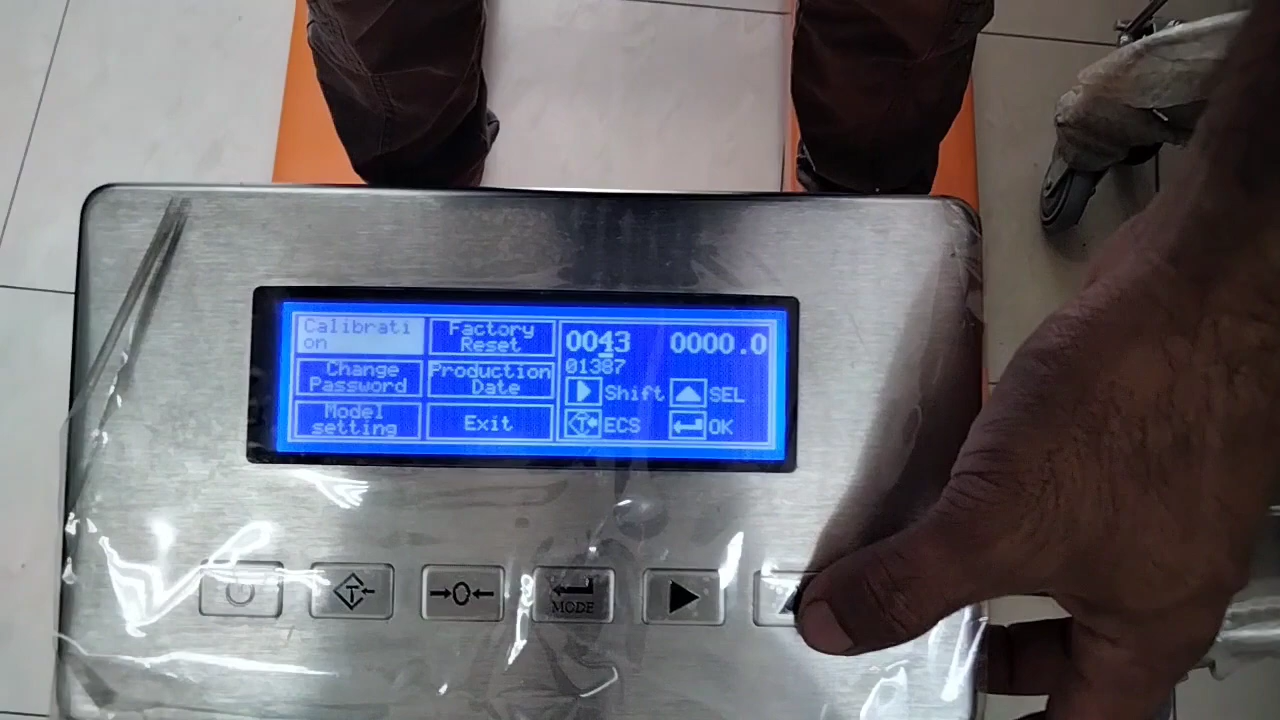 Calibrati
on
Factory
Reset
Change
Password
Production
Date
Model
setting
Exit
0043 0000.0
01387
Shift SEL
T ECS OK
T
→0←
MODE